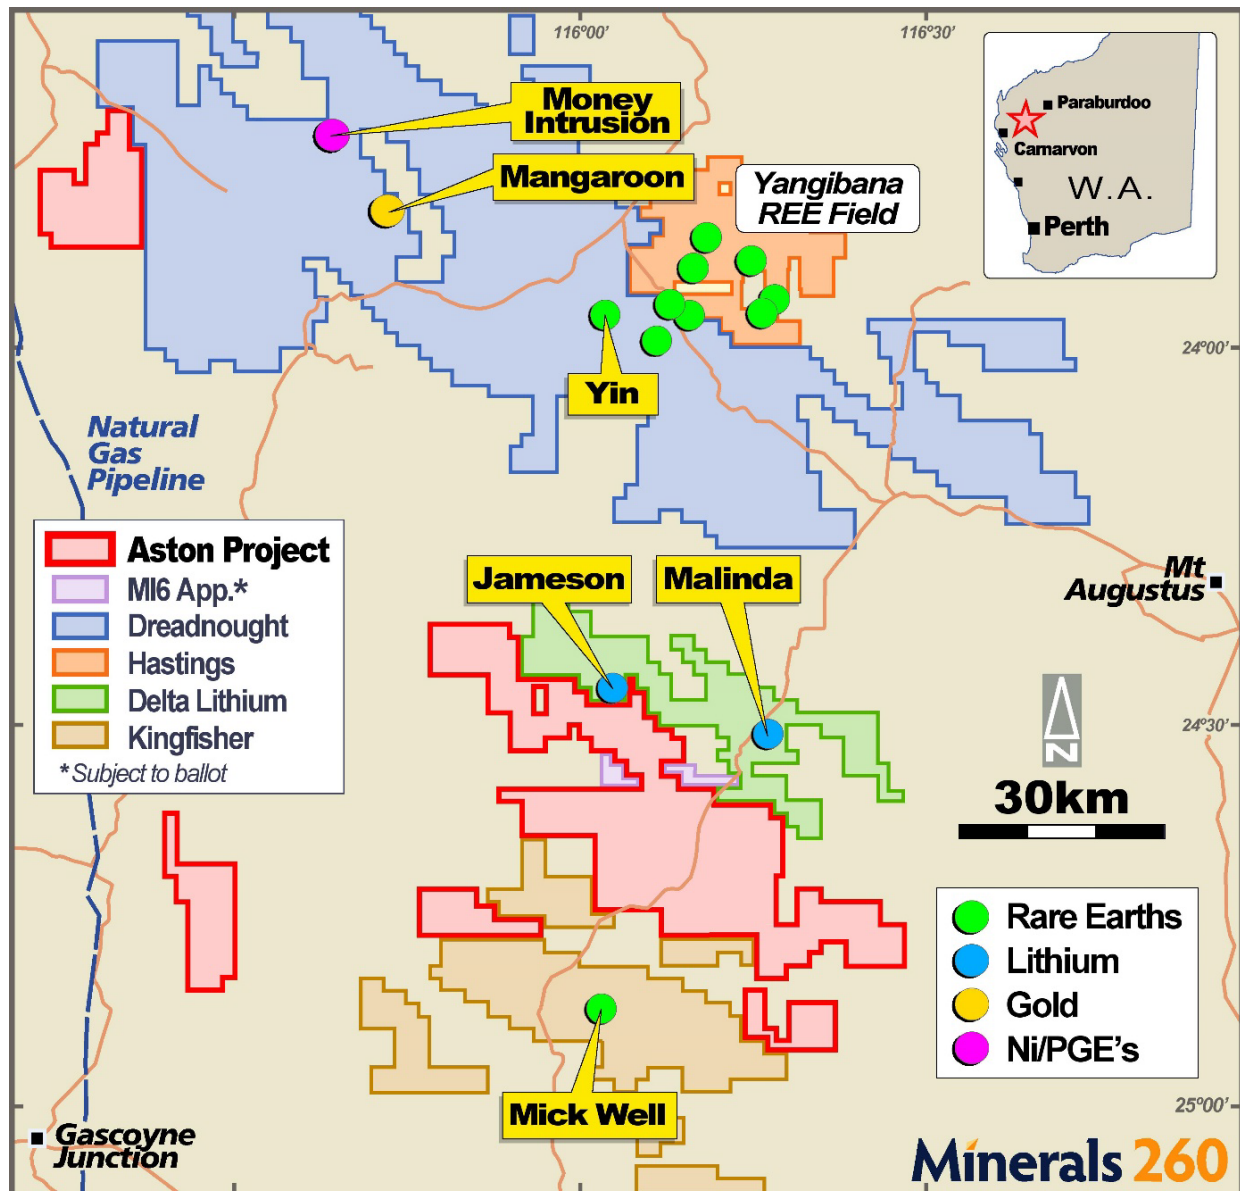 116°00'
116°30'
Money
Intrusion
Mangaroon
Yangibana
REE Field
Paraburdoo
Carnarvon
W.A.
Perth
24°00'
Yin
Natural
Gas
Pipeline
Aston Project
MI6 App.*
Dreadnought
Hastings
Delta Lithium
Kingfisher
*Subject to ballot
Jameson
Malinda
Mt
Augustus
24°30'
N
30km
Rare Earths
Lithium
Gold
Ni/PGE's
Mick Well
25°00'
Gascoyne
Junction
Minerals 260